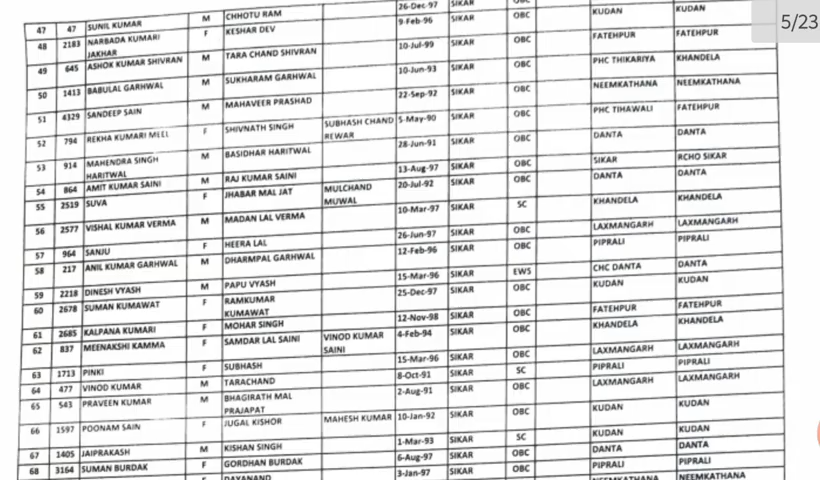 5/23
47 47 SUNIL KUMAR M CHHOTU RAM 26-Dec-97 SIKAR OBC KUDAN KUDAN
48 2183 NARBADA KUMARI F KESHAR DEV 9-Feb-96 SIKAR OBC FATEHPUR FATEHPUR
JAKHAR
49 645 ASHOK KUMAR SHIVRAN M TARA CHAND SHIVRAN 10-Jul-99 SIKAR OBC PHC THIKARIYA KHANDELA
50 1413 BABULAL GARHWAL M SUKHARAM GARHWAL 10-Jun-93 SIKAR OBC NEEMKATHANA NEEMKATHANA
51 4329 SANDEEP SAIN M MAHAVEER PRASHAD 22-Sep-92 SIKAR OBC PHC TIHAWALI FATEHPUR
52 794 REKHA KUMARI MEEL F SHIVNATH SINGH SUBHASH CHAND 5-May-90 SIKAR OBC DANTA DANTA
REWAR
53 914 MAHENDRA SINGH M BASIDHAR HARITWAL 28-Jun-91 SIKAR OBC SIKAR RCHO SIKAR
HARITWAL
54 864 AMIT KUMAR SAINI M RAJ KUMAR SAINI 13-Aug-97 SIKAR OBC DANTA DANTA
55 2519 SUVA F JHABAR MAL JAT MULCHAND 20-Jul-92 SIKAR OBC KHANDELA KHANDELA
MUWAL
56 2577 VISHAL KUMAR VERMA M MADAN LAL VERMA 10-Mar-97 SIKAR SC LAXMANGARH LAXMANGARH
57 964 SANJU F HEERA LAL 26-Jun-97 SIKAR OBC PIPRALI PIPRALI
58 217 ANIL KUMAR GARHWAL M DHARMPAL GARHWAL 12-Feb-96 SIKAR OBC CHC DANTA DANTA
59 2218 DINESH VYASH M PAPU VYASH 15-Mar-96 SIKAR EWS KUDAN KUDAN
60 2678 SUMAN KUMAWAT F RAMKUMAR 25-Dec-97 SIKAR OBC FATEHPUR FATEHPUR
KUMAWAT
61 2685 KALPANA KUMARI F MOHAR SINGH 12-Nov-98 SIKAR OBC KHANDELA KHANDELA
62 837 MEENAKSHI KAMMA F SAMDAR LAL SAINI VINOD KUMAR 4-Feb-94 SIKAR OBC LAXMANGARH LAXMANGARH
SAINI
63 1713 PINKI F SUBHASH 15-Mar-96 SIKAR OBC PIPRALI PIPRALI
64 477 VINOD KUMAR M TARACHAND 8-Oct-91 SIKAR SC LAXMANGARH LAXMANGARH
65 543 PRAVEEN KUMAR M BHAGIRATH MAL 2-Aug-91 SIKAR OBC KUDAN KUDAN
PRAJAPAT
66 1597 POONAM SAIN F JUGAL KISHOR MAHESH KUMAR 10-Jan-92 SIKAR OBC KUDAN KUDAN
67 1405 JAIPRAKASH M KISHAN SINGH 1-Mar-93 SIKAR SC DANTA DANTA
68 3164 SUMAN BURDAK F GORDHAN BURDAK 6-Aug-97 SIKAR OBC PIPRALI PIPRALI
DAYANAND 3-Jan-97 SIKAR OBC NEEMKATHANA NEEMKATHANA